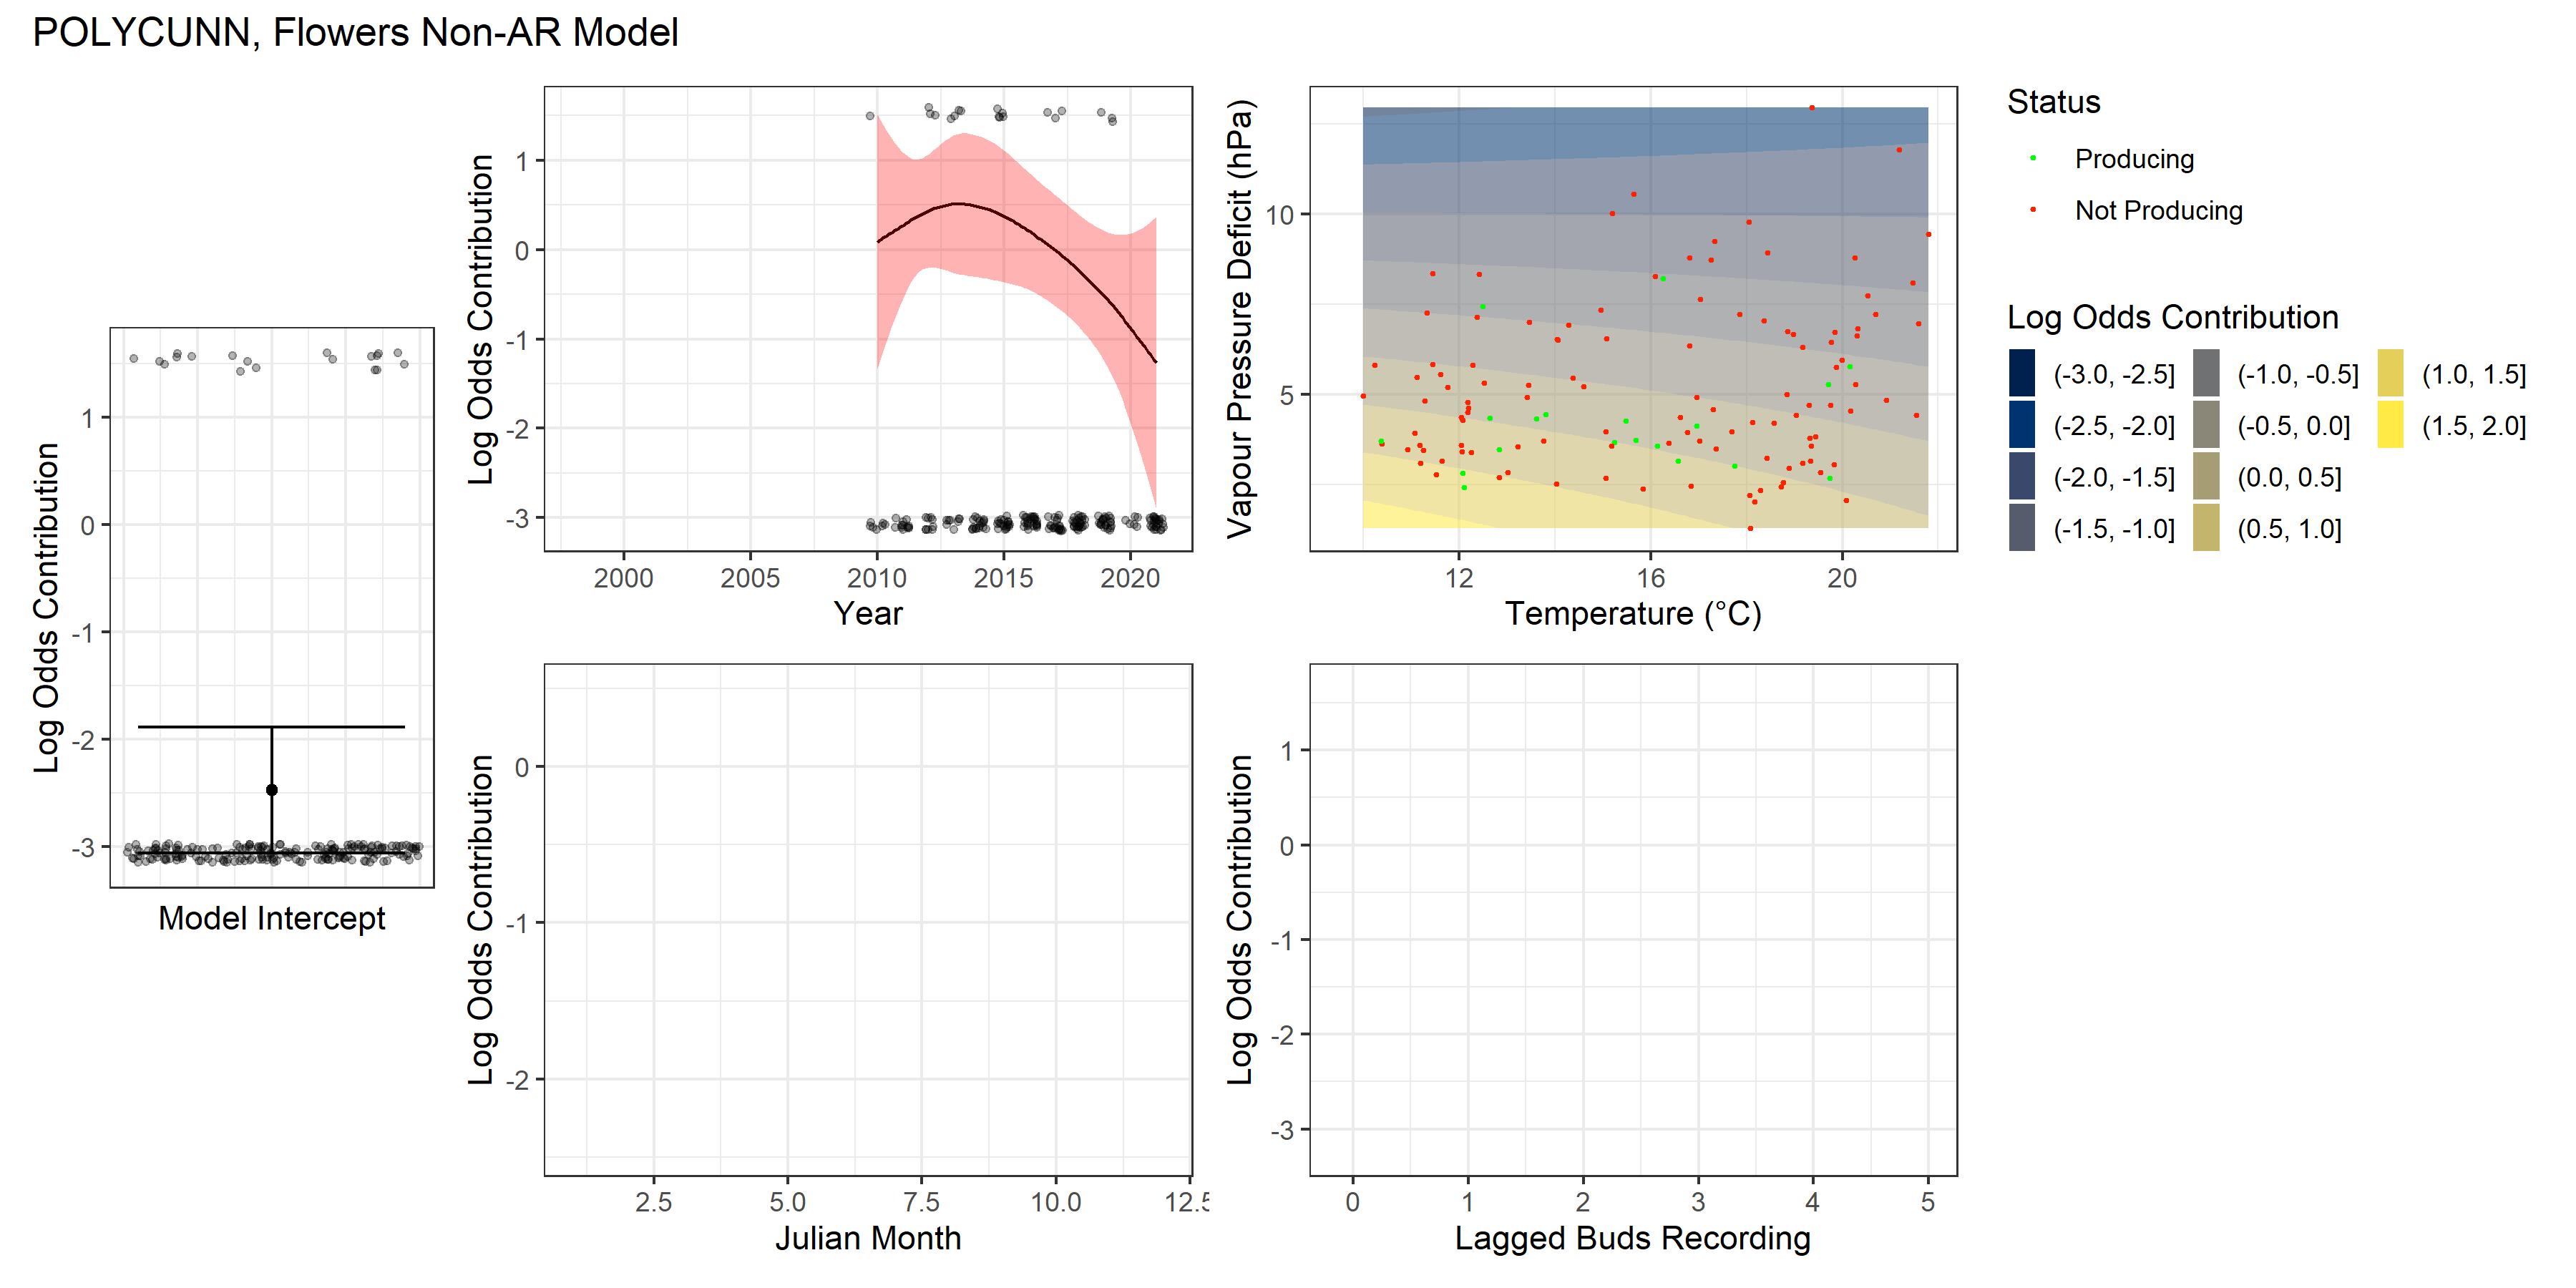 POLYCUNN, Flowers Non-AR Model
Log Odds Contribution
1
0
-1
-2
-3
Model Intercept
Log Odds Contribution
1
0
-1
-2
-3
2000 2005 2010 2015 2020
Year
Vapour Pressure Deficit (hPa)
10
5
12 16 20
Temperature (°C)
Status
Producing
Not Producing
Log Odds Contribution
(-3.0, -2.5] (-1.0, -0.5] (1.0, 1.5]
(-2.5, -2.0] (-0.5, 0.0] (1.5, 2.0]
(-2.0, -1.5] (0.0, 0.5]
(-1.5, -1.0] (0.5, 1.0]
Log Odds Contribution
0
-1
-2
2.5 5.0 7.5 10.0 12.5
Julian Month
Log Odds Contribution
1
0
-1
-2
-3
0 1 2 3 4 5
Lagged Buds Recording